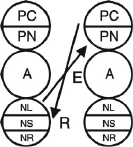 PC PC
PN PN
A E A
NL NL
NS R NS
NR NR